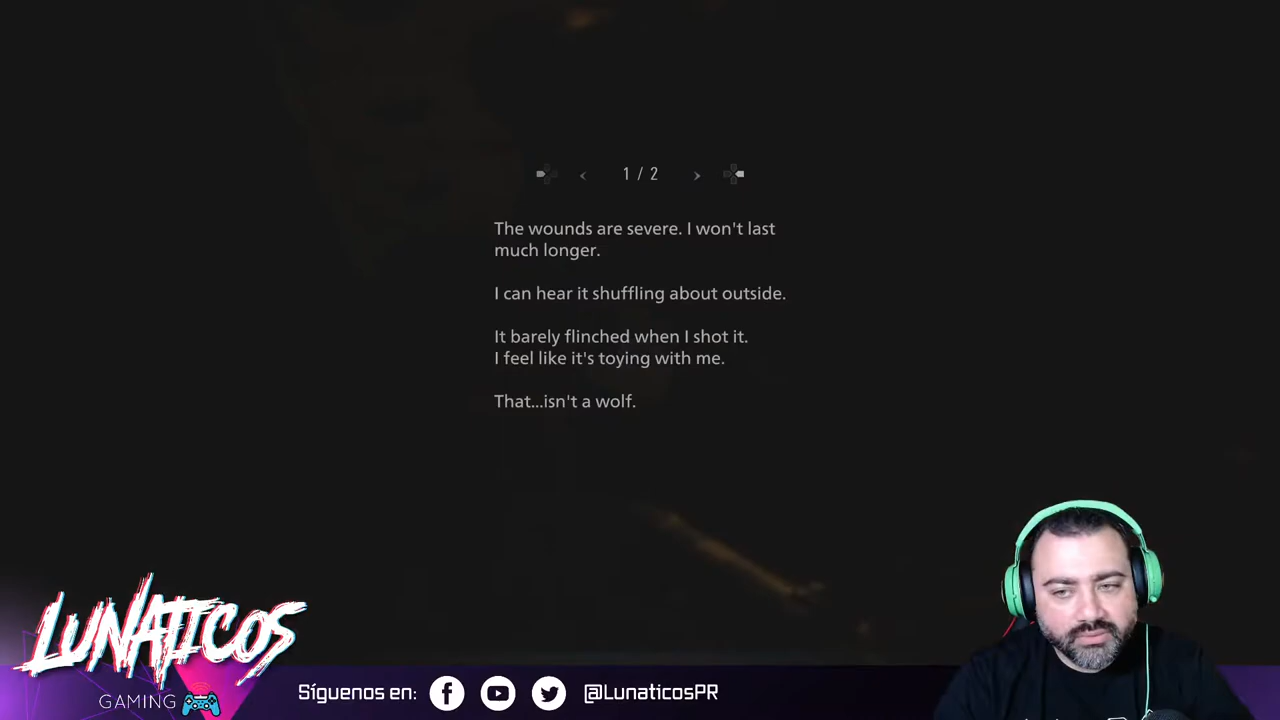 1 / 2
The wounds are severe. I won't last
much longer.
I can hear it shuffling about outside.
It barely flinched when I shot it.
I feel like it's toying with me.
That...isn't a wolf.
LUNATICOS
GAMING
Síguenos en:
@LunaticosPR